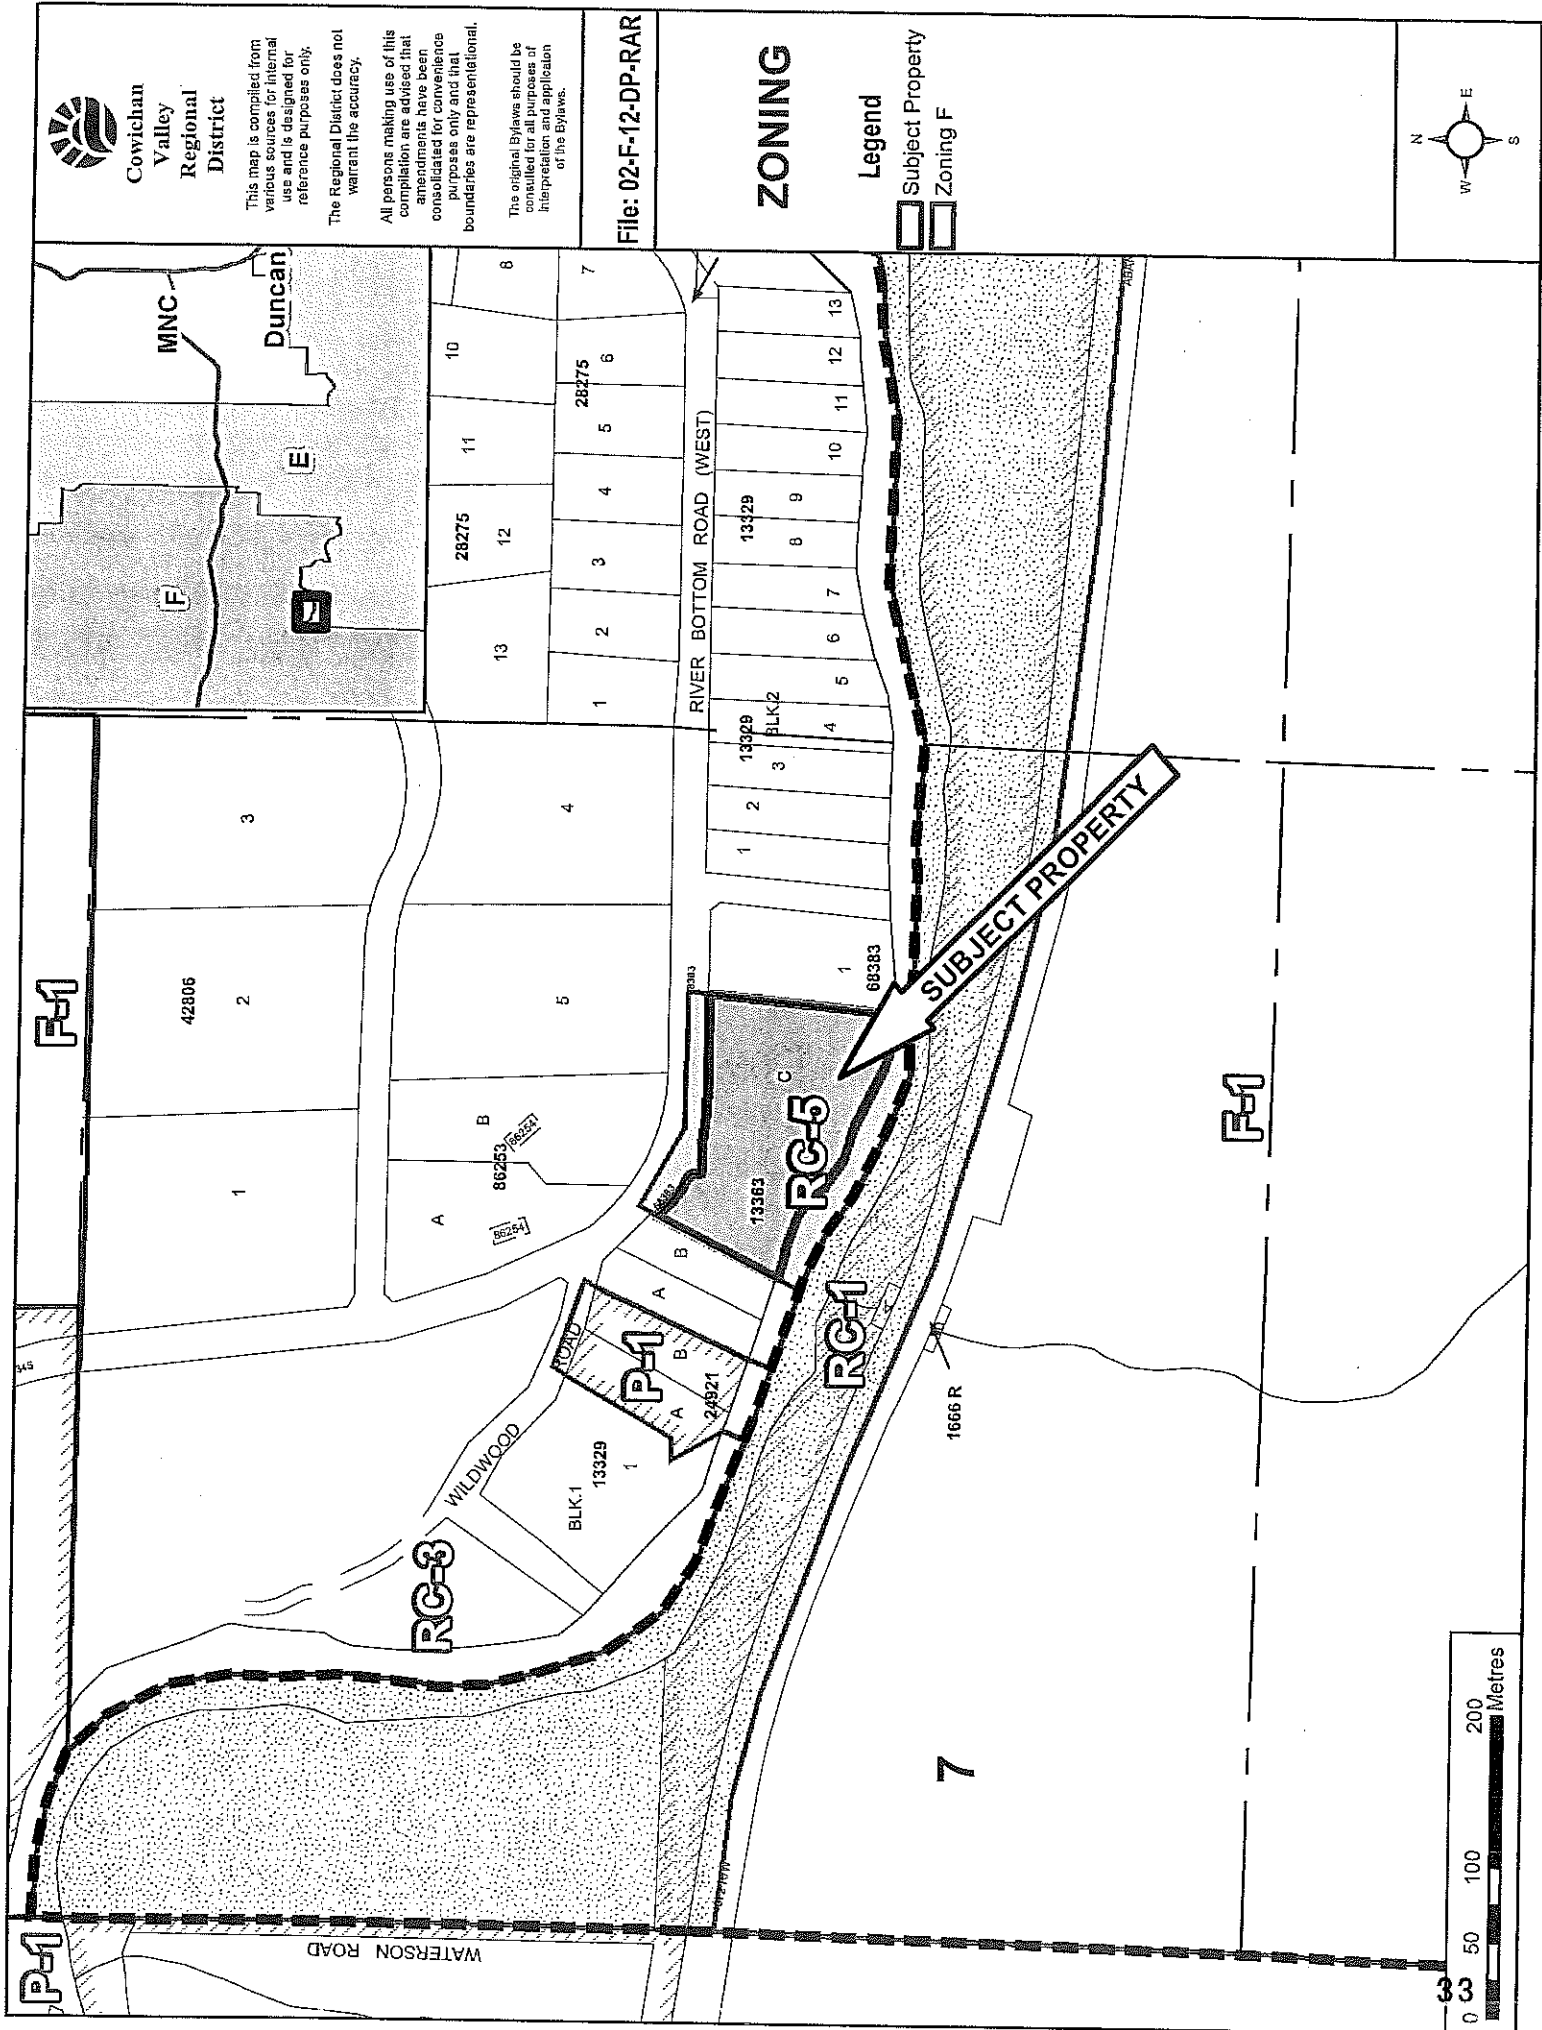 Cowichan
Valley
Regional
District
This map is compiled from
various sources for internal
use and is designed for
reference purposes only.
The Regional District does not
warrant the accuracy.
All persons making use of this
compilation are advised that
amendments have been
consolidated for convenience
purposes only and that
boundaries are representational.
The original Bylaws should be
consulted for all purposes of
interpretation and application
of the Bylaws.
File: 02-F-12-DP-RAR
ZONING
Legend
Subject Property
Zoning F
N
W
E
S
MNC
Duncan
F
E
F-1
42806
1
2
3
4
5
A
B
86253
[86254]
[86254]
28275
13
12
11
10
8
28275
1
2
3
4
5
6
7
RIVER BOTTOM ROAD (WEST)
13329
BLK.2
13329
1
2
3
4
5
6
7
8
9
10
11
12
13
1
68383
C
13363
RC-5
SUBJECT PROPERTY
B
A
P-1
B
A
24921
WILDWOOD
ROAD
BLK.1
13329
1
RC-3
RC-1
1666 R
F-1
7
P-1
WATERSON ROAD
0 50 100 200
Metres
33